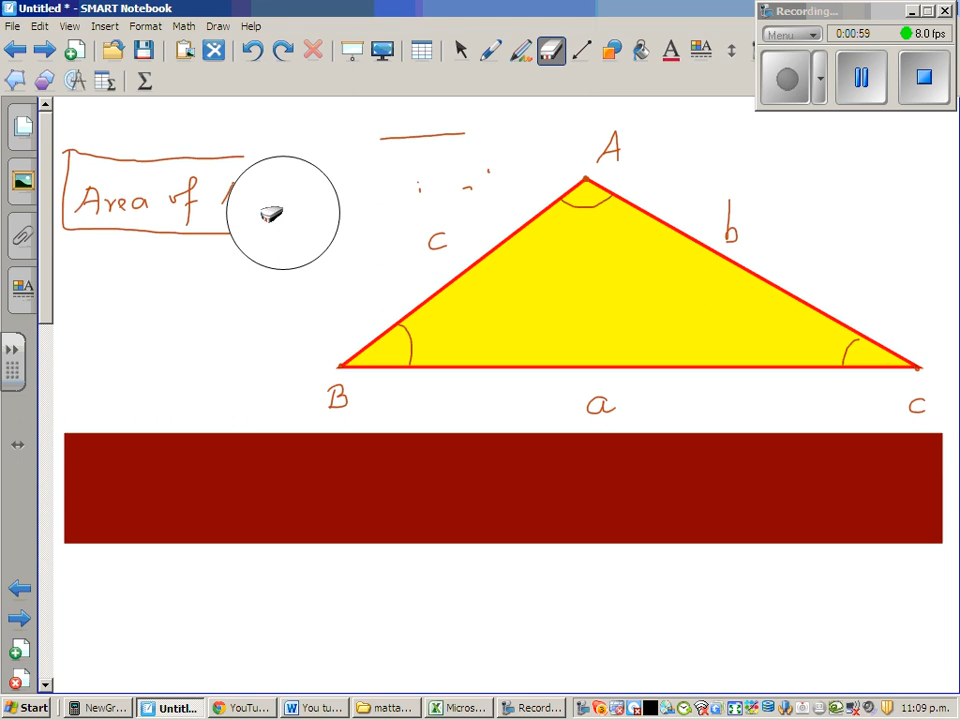 Untitled * - SMART Notebook
File Edit View Insert Format Math Draw Help
Recording...
Menu 0:00:59 8.0 fps
A
Area of
c b
B a c
Start NewGr... Untitl... YouTu... You tu... matta... Micros... Record... 11:09 p.m.